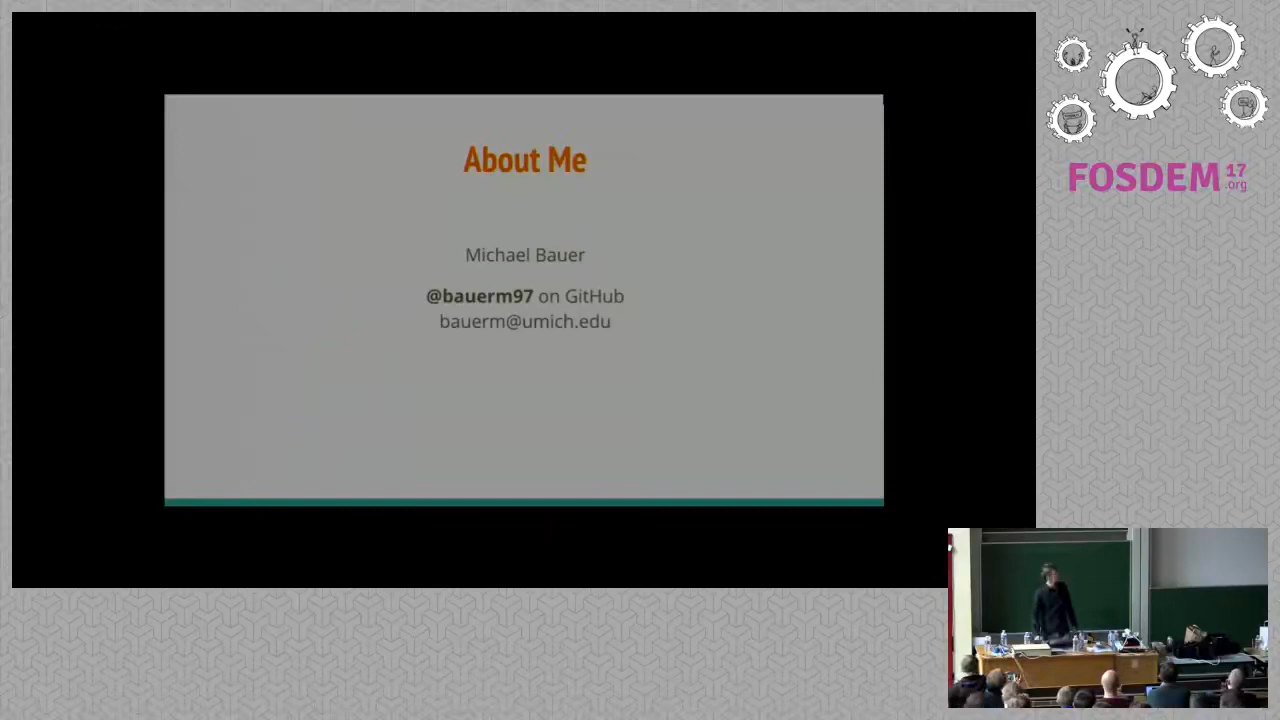 About Me
Michael Bauer
@bauerm97 on GitHub
bauerm@umich.edu
FOSDEM 17
.org